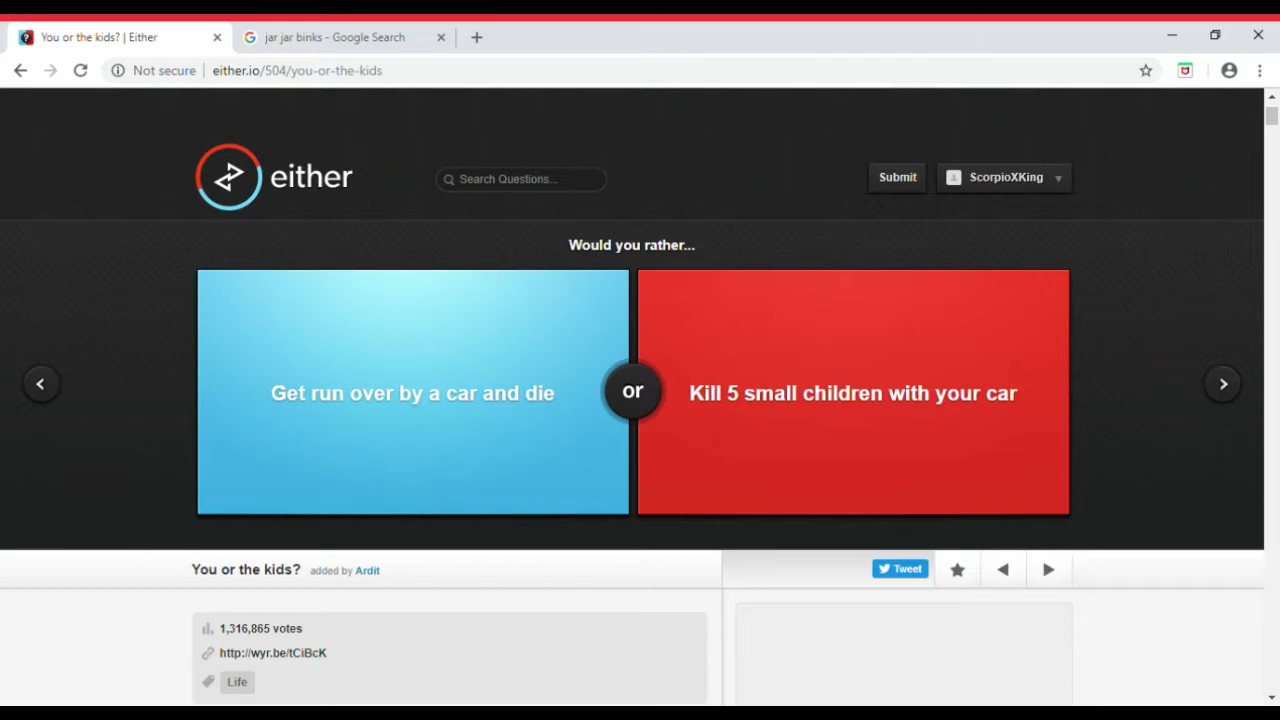 You or the kids? | Either
jar jar binks - Google Search
Not secure
either.io/504/you-or-the-kids
either
Search Questions...
Submit
ScorpioXKing
Would you rather...
Get run over by a car and die
or
Kill 5 small children with your car
You or the kids? added by Ardit
Tweet
1,316,865 votes
http://wyr.be/tCiBcK
Life